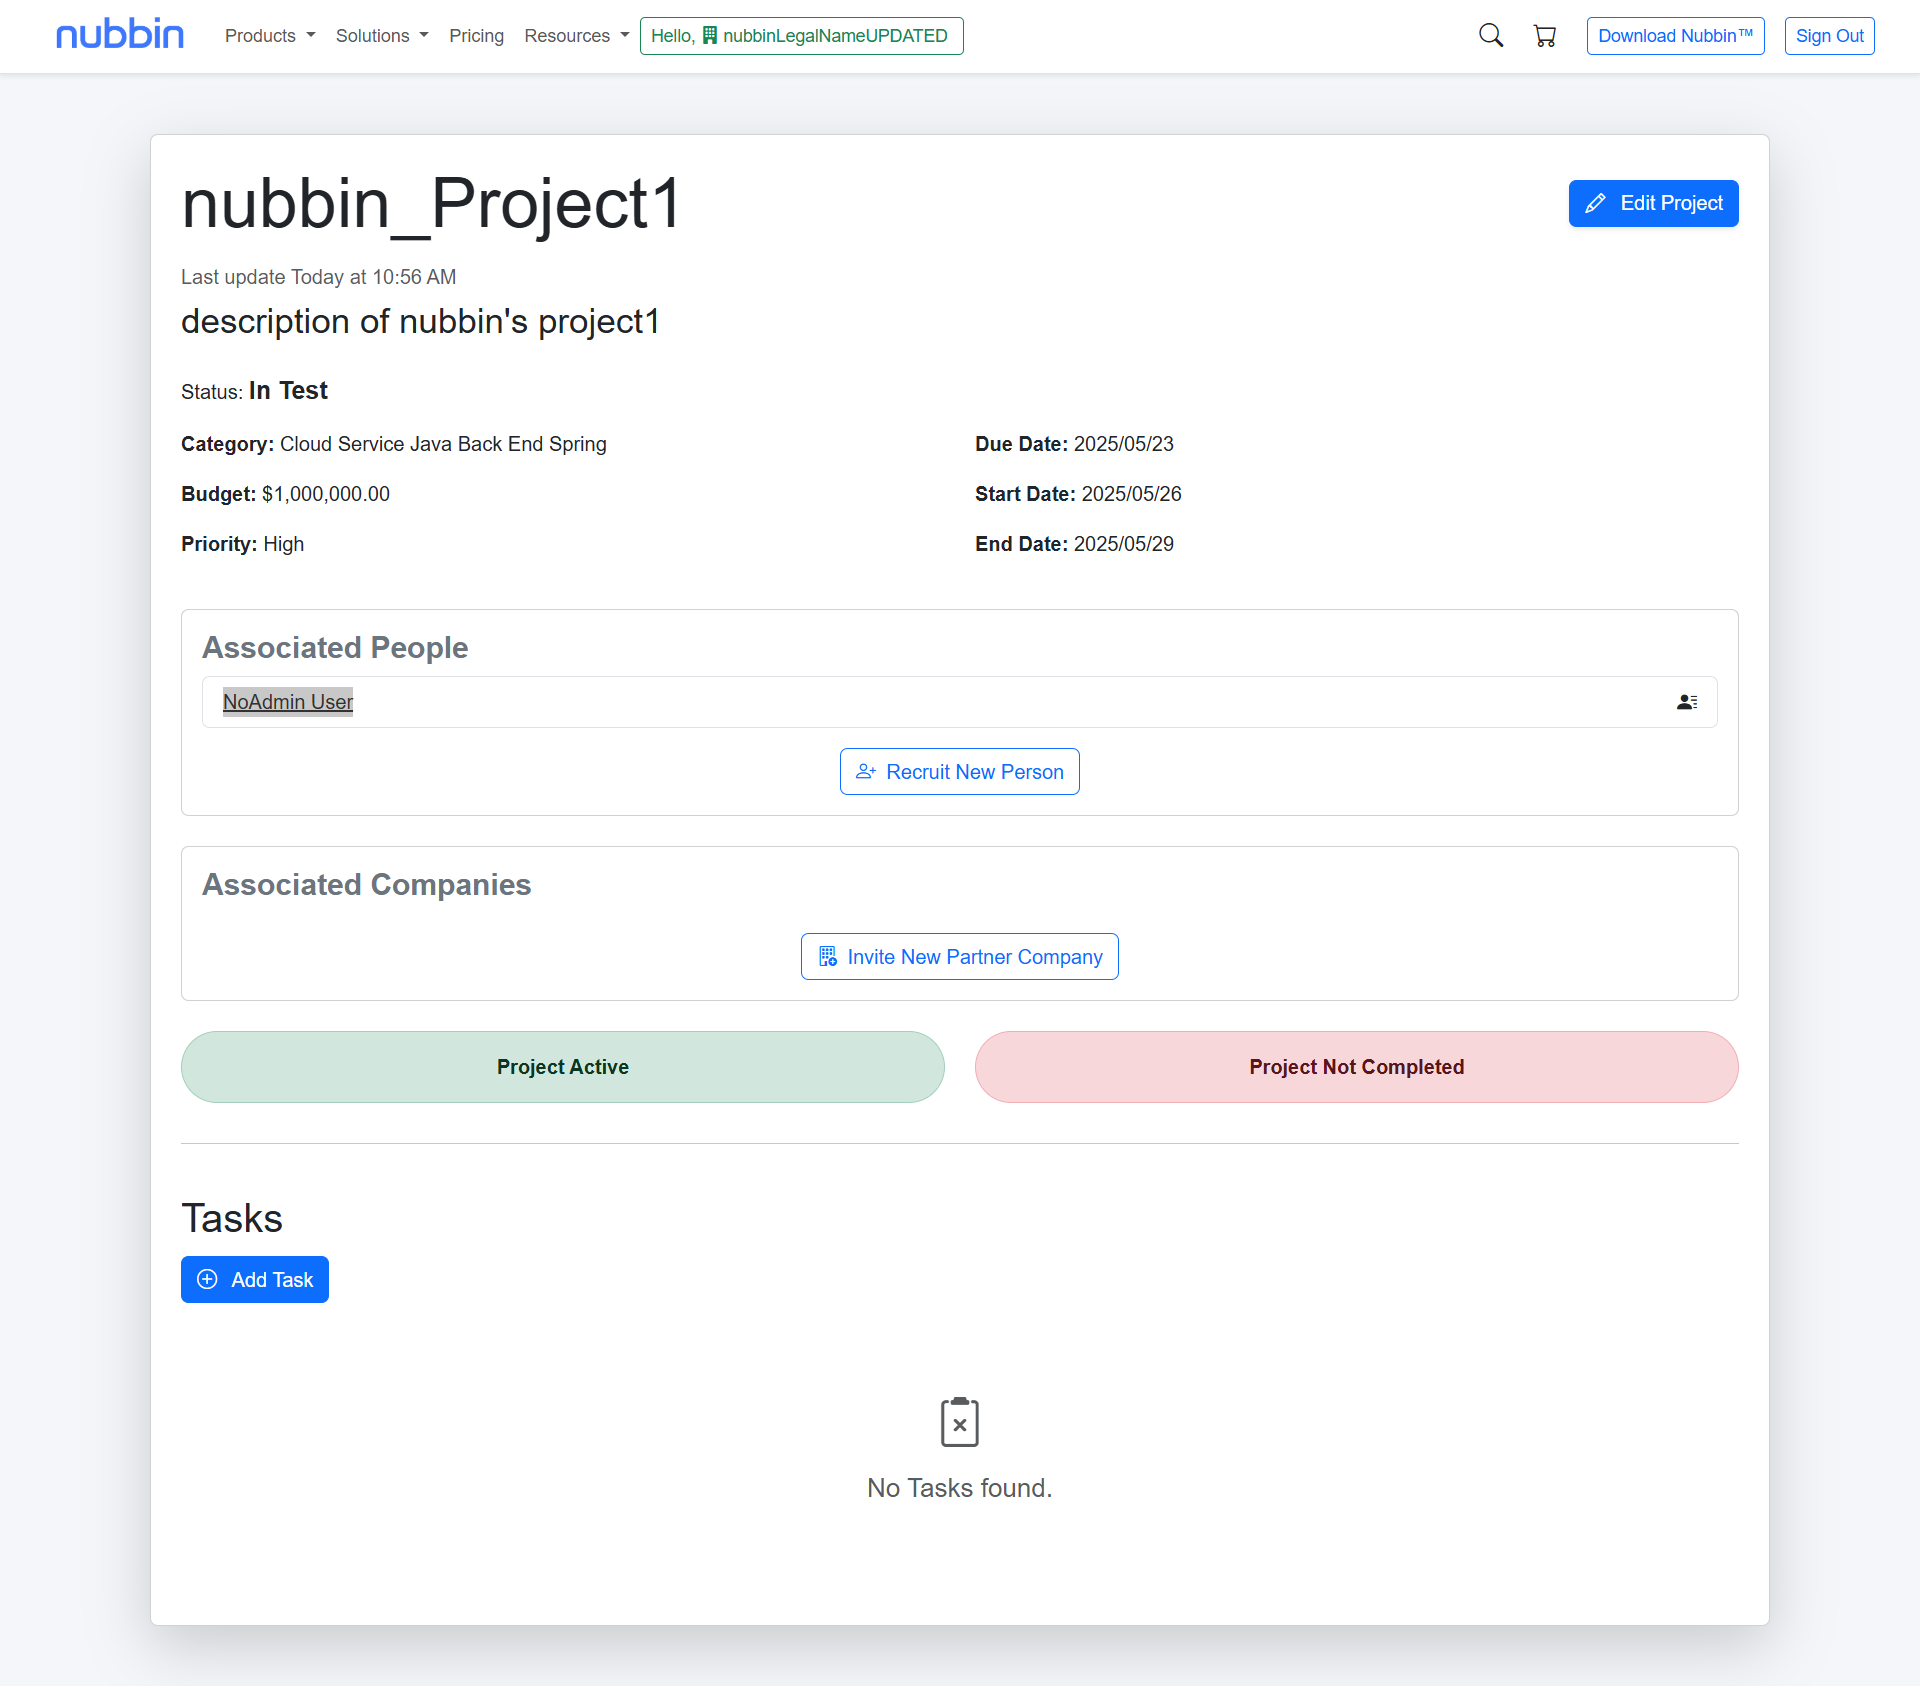 nubbin Products Solutions Pricing Resources Hello, nubbinLegalNameUPDATED Download Nubbin™ Sign Out
nubbin_Project1
Edit Project
Last update Today at 10:56 AM
description of nubbin's project1
Status: In Test
Category: Cloud Service Java Back End Spring
Due Date: 2025/05/23
Budget: $1,000,000.00
Start Date: 2025/05/26
Priority: High
End Date: 2025/05/29
Associated People
NoAdmin User
Recruit New Person
Associated Companies
Invite New Partner Company
Project Active
Project Not Completed
Tasks
Add Task
No Tasks found.